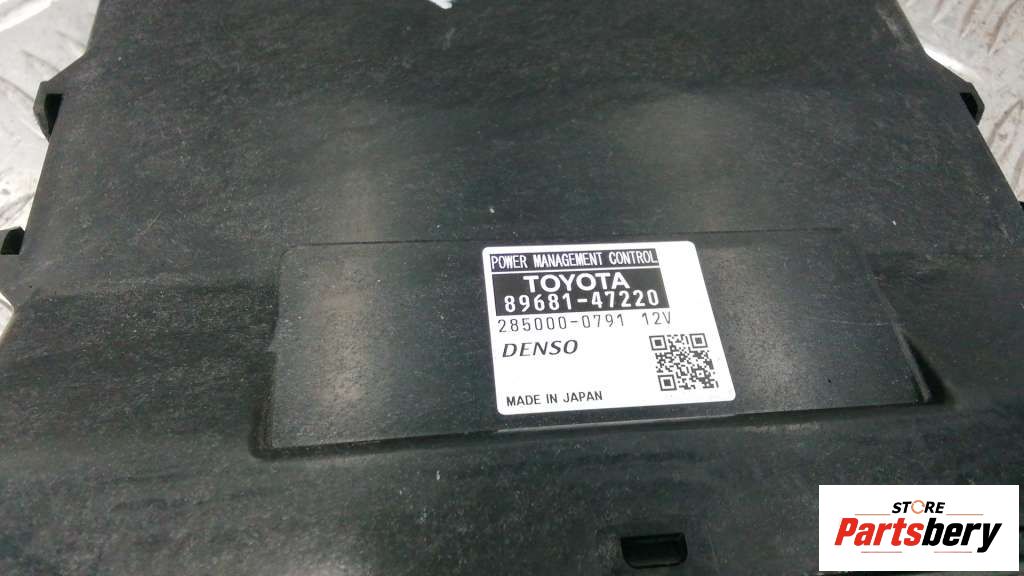 POWER MANAGEMENT CONTROL
TOYOTA
89681-47220
285000-0791 12V
DENSO
MADE IN JAPAN
STORE
Partsbery